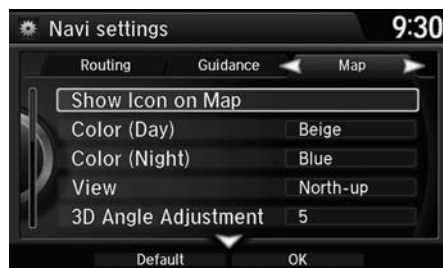 Navi settings 9:30
Routing Guidance Map
Show Icon on Map
Color (Day) Beige
Color (Night) Blue
View North-up
3D Angle Adjustment 5
Default OK